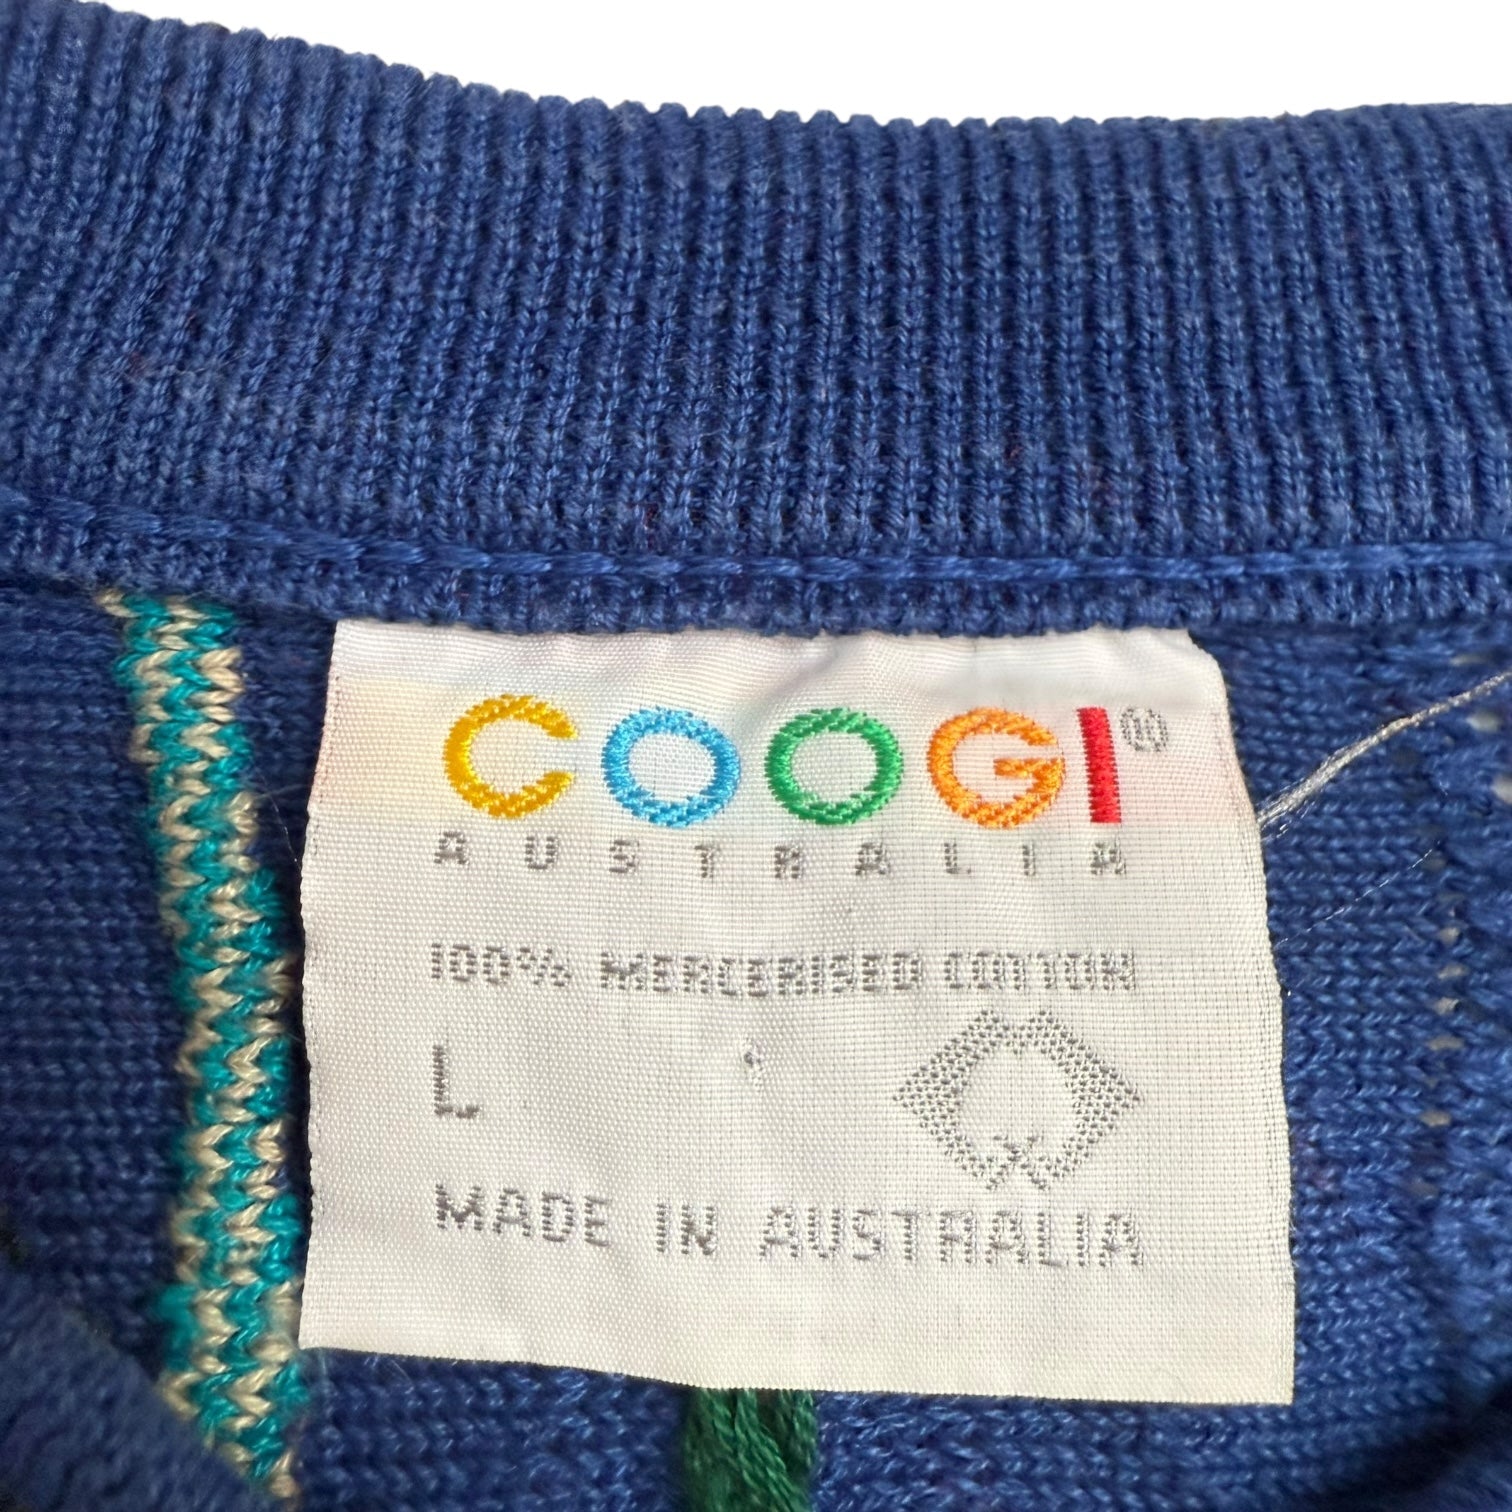 COOGI®
AUSTRALIA
100% MERCERISED COTTON
L
MADE IN AUSTRALIA